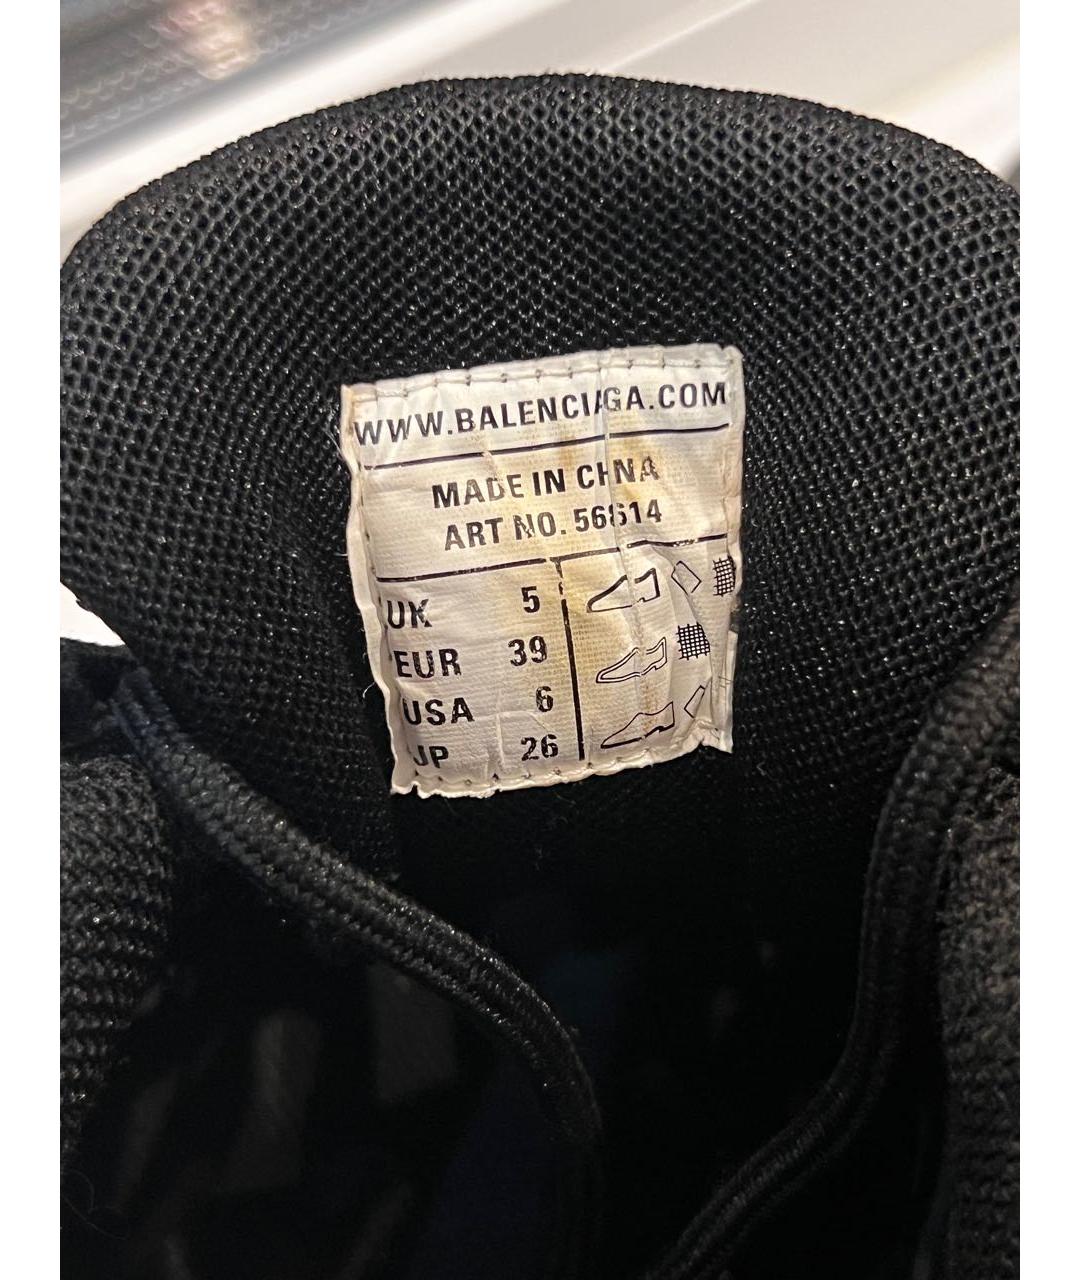 WWW.BALENCIAGA.COM
MADE IN CHINA
ART NO. 56614
UK 5
EUR 39
USA 6
JP 26